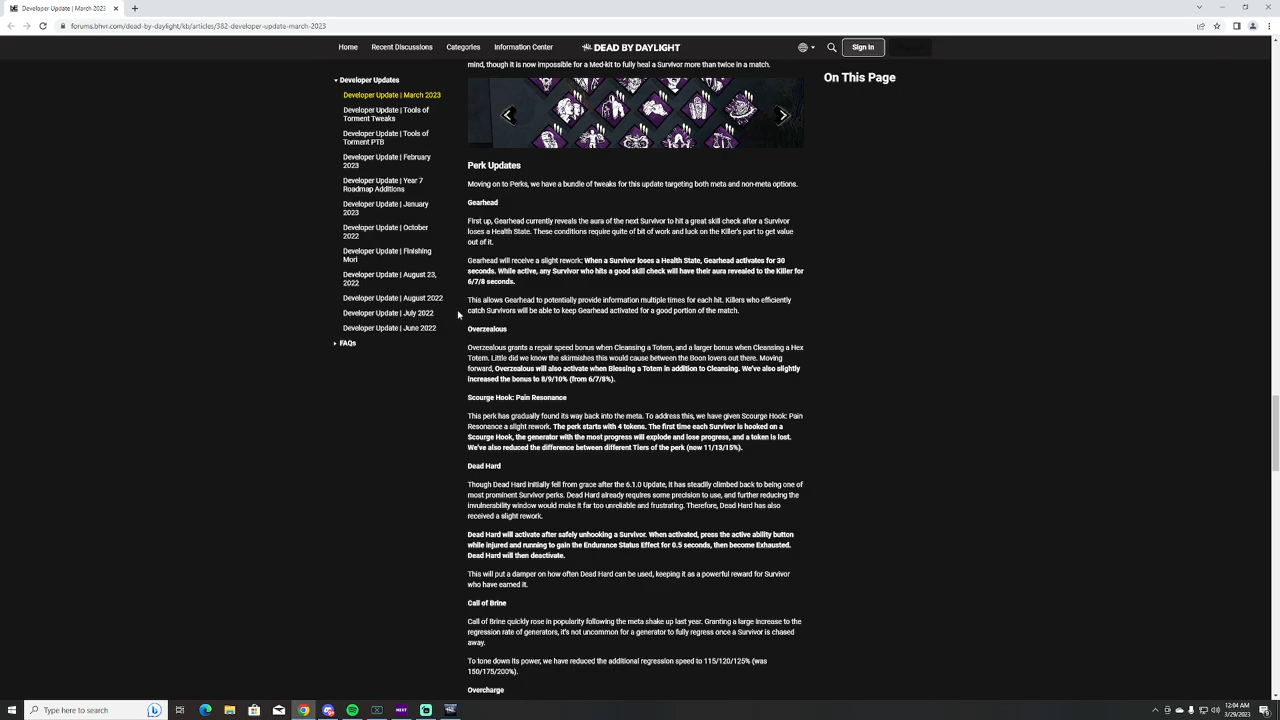 Developer Update | March 2023
forums.bhvr.com/dead-by-daylight/kb/articles/382-developer-update-march-2023
Home
Recent Discussions
Categories
Information Center
DEAD BY DAYLIGHT
Sign In
Developer Updates
Developer Update | March 2023
Developer Update | Tools of
Torment Tweaks
Developer Update | Tools of
Torment PTB
Developer Update | February
2023
Developer Update | Year 7
Roadmap Additions
Developer Update | January
2023
Developer Update | October
2022
Developer Update | Finishing
Mori
Developer Update | August 23,
2022
Developer Update | August 2022
Developer Update | July 2022
Developer Update | June 2022
FAQs
mind, though it is now impossible for a Med-kit to fully heal a Survivor more than twice in a match.
Perk Updates
Moving on to Perks, we have a bundle of tweaks for this update targeting both meta and non-meta options.
Gearhead
First up, Gearhead currently reveals the aura of the next Survivor to hit a great skill check after a Survivor
loses a Health State. These conditions require quite of bit of work and luck on the Killer's part to get value
out of it.
Gearhead will receive a slight rework: When a Survivor loses a Health State, Gearhead activates for 30
seconds. While active, any Survivor who hits a good skill check will have their aura revealed to the Killer for
6/7/8 seconds.
This allows Gearhead to potentially provide information multiple times for each hit. Killers who efficiently
catch Survivors will be able to keep Gearhead activated for a good portion of the match.
Overzealous
Overzealous grants a repair speed bonus when Cleansing a Totem, and a larger bonus when Cleansing a Hex
Totem. Little did we know the skirmishes this would cause between the Boon lovers out there. Moving
forward, Overzealous will also activate when Blessing a Totem in addition to Cleansing. We've also slightly
increased the bonus to 8/9/10% (from 6/7/8%).
Scourge Hook: Pain Resonance
This perk has gradually found its way back into the meta. To address this, we have given Scourge Hook: Pain
Resonance a slight rework. The perk starts with 4 tokens. The first time each Survivor is hooked on a
Scourge Hook, the generator with the most progress will explode and lose progress, and a token is lost.
We've also reduced the difference between different Tiers of the perk (now 11/13/15%).
Dead Hard
Though Dead Hard initially fell from grace after the 6.1.0 Update, it has steadily climbed back to being one of
most prominent Survivor perks. Dead Hard already requires some precision to use, and further reducing the
invulnerability window would make it far too unreliable and frustrating. Therefore, Dead Hard has also
received a slight rework.
Dead Hard will activate after safely unhooking a Survivor. When activated, press the active ability button
while injured and running to gain the Endurance Status Effect for 0.5 seconds, then become Exhausted.
Dead Hard will then deactivate.
This will put a damper on how often Dead Hard can be used, keeping it as a powerful reward for Survivor
who have earned it.
Call of Brine
Call of Brine quickly rose in popularity following the meta shake up last year. Granting a large increase to the
regression rate of generators, it's not uncommon for a generator to fully regress once a Survivor is chased
away.
To tone down its power, we have reduced the additional regression speed to 115/120/125% (was
150/175/200%).
Overcharge
On This Page
Type here to search
NEXT
12:04 AM
3/29/2023